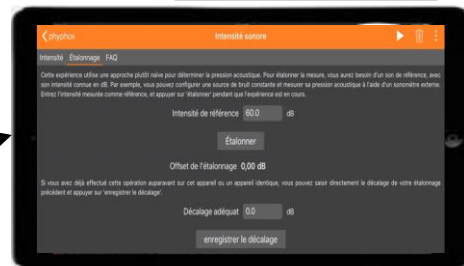 phyphox
Intensité sonore
Intensité Étalonnage FAQ
Cette expérience utilise une approche plutôt naïve pour déterminer la pression acoustique. Pour étalonner la mesure, vous aurez besoin d'un son de référence, avec
son intensité connue en dB. Par exemple, vous pouvez configurer une source de bruit constante et mesurer sa pression acoustique à l'aide d'un sonomètre externe.
Entrez l'intensité mesurée comme référence, et appuyer sur 'étalonner' pendant que l'expérience est en cours.
Intensité de référence 60.0 dB
Étalonner
Offset de l'étalonnage 0,00 dB
Si vous avez déjà effectué cette opération auparavant sur cet appareil ou un appareil identique, vous pouvez saisir directement le décalage de votre étalonnage
précédent et appuyer sur 'enregistrer le décalage'.
Décalage adéquat 0.0 dB
enregistrer le décalage